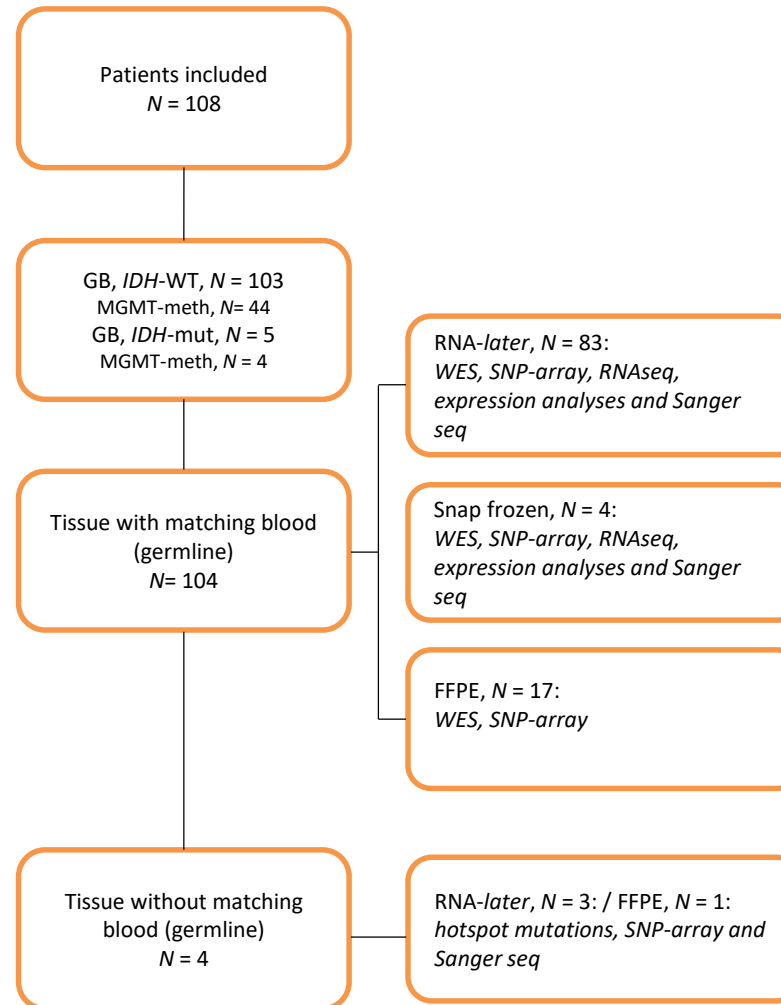 Patients included
N = 108
GB, IDH-WT, N = 103
MGMT-meth, N= 44
GB, IDH-mut, N = 5
MGMT-meth, N = 4
RNA-later, N = 83:
WES, SNP-array, RNAseq,
expression analyses and Sanger
seq
Tissue with matching blood
(germline)
N= 104
Snap frozen, N = 4:
WES, SNP-array, RNAseq,
expression analyses and Sanger
seq
FFPE, N = 17:
WES, SNP-array
Tissue without matching
blood (germline)
N = 4
RNA-later, N = 3: / FFPE, N = 1:
hotspot mutations, SNP-array and
Sanger seq